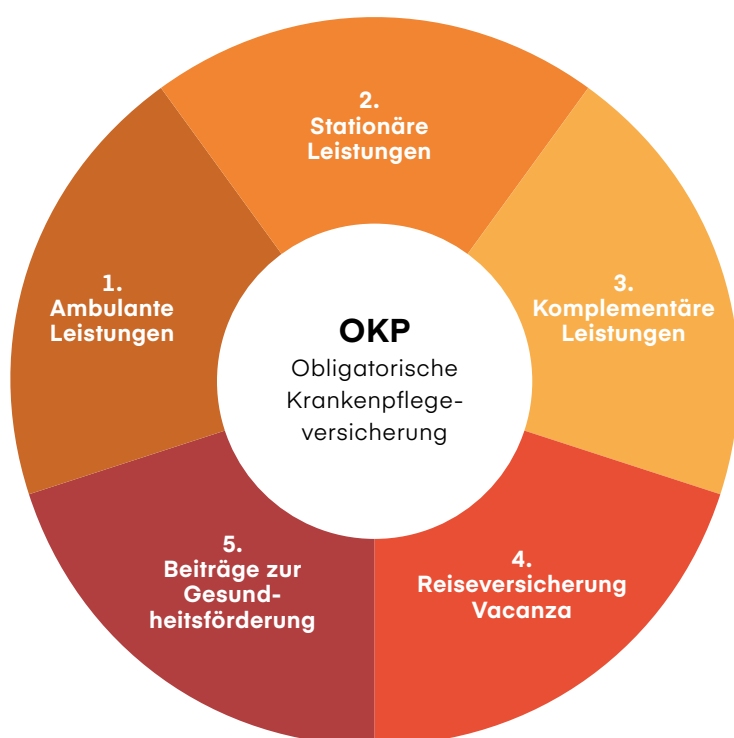 2.
Stationäre
Leistungen
1.
Ambulante
Leistungen
3.
Komplementäre
Leistungen
OKP
Obligatorische
Krankenpflege-
versicherung
5.
Beiträge zur
Gesund-
heitsförderung
4.
Reiseversicherung
Vacanza